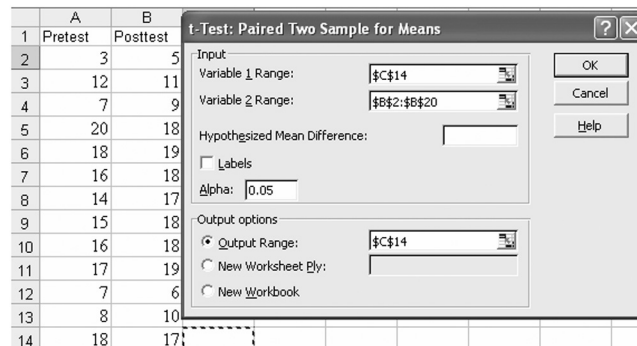 A B
1 Pretest Posttest
2 3 5
3 12 11
4 7 9
5 20 18
6 18 19
7 16 18
8 14 17
9 15 18
10 16 18
11 17 19
12 7 6
13 8 10
14 18 17
t-Test: Paired Two Sample for Means ? X
Input
Variable 1 Range: $C$14
Variable 2 Range: $B$2:$B$20
Hypothesized Mean Difference:
Labels
Alpha: 0.05
Output options
Output Range: $C$14
New Worksheet Ply:
New Workbook
OK
Cancel
Help